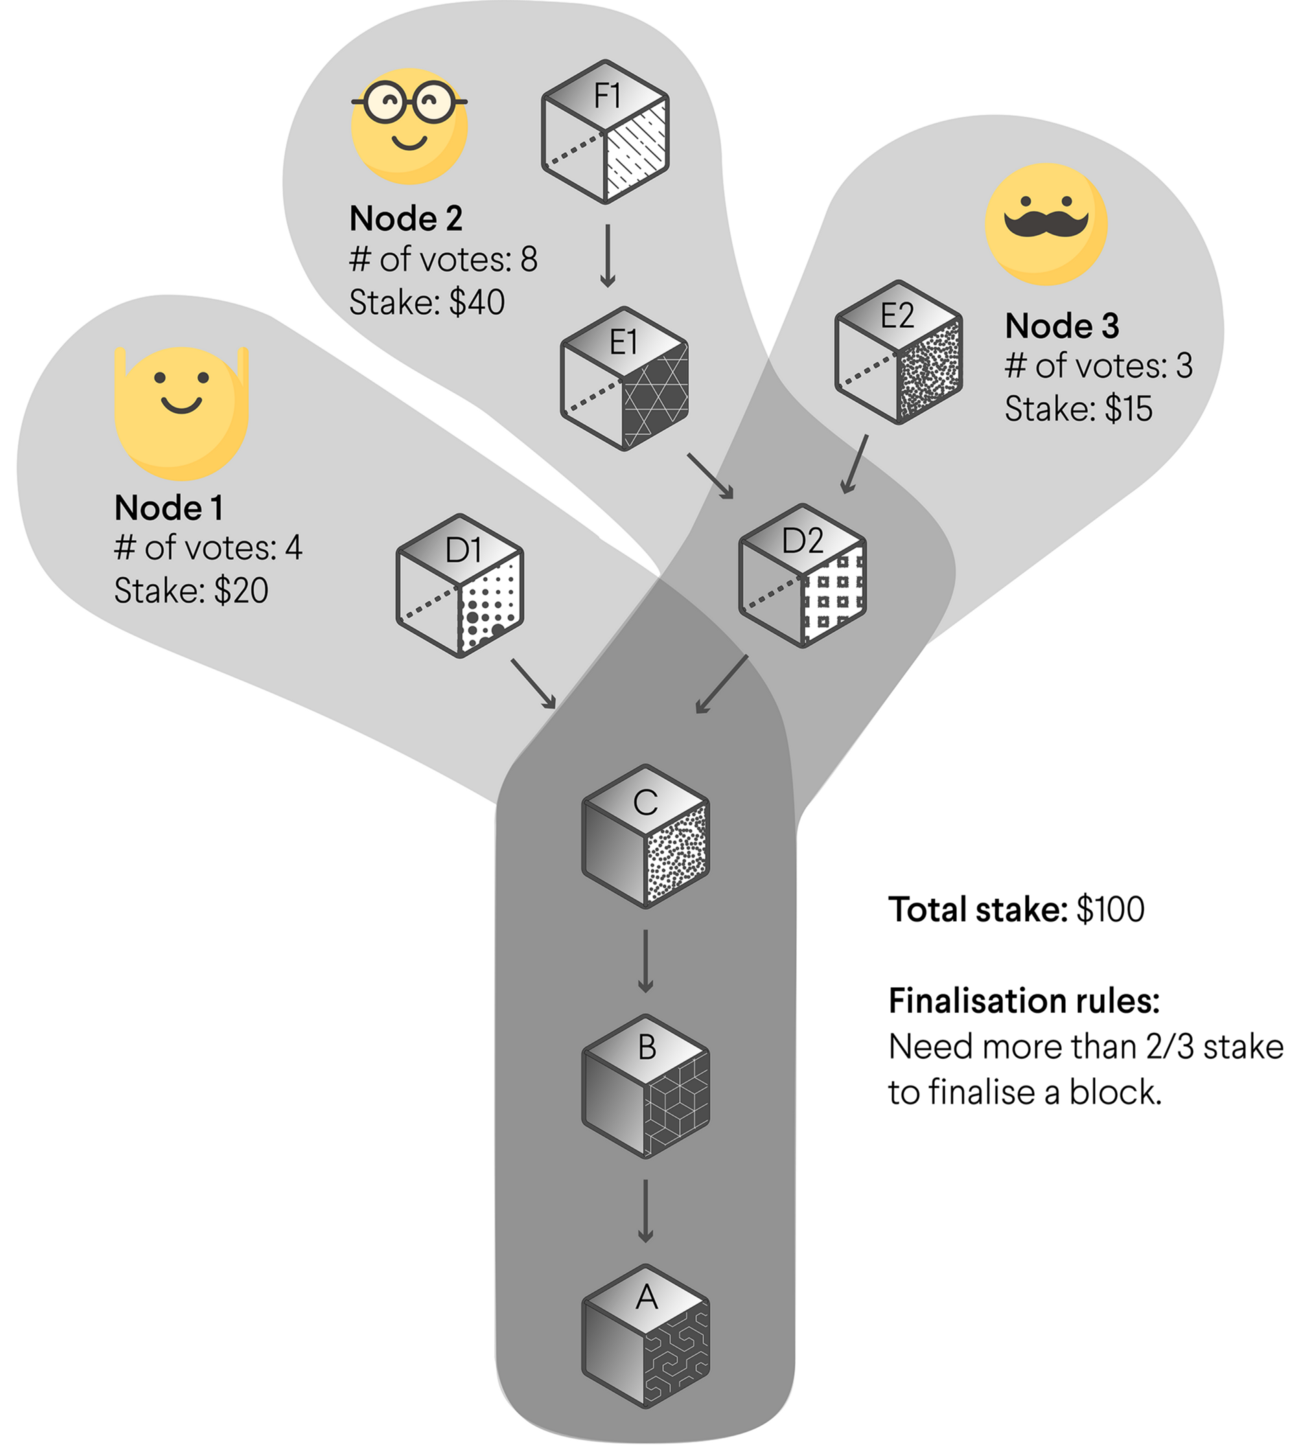 F1
Node 2
# of votes: 8
Stake: $40
E1
E2
Node 3
# of votes: 3
Stake: $15
Node 1
# of votes: 4
Stake: $20
D1
D2
C
Total stake: $100
Finalisation rules:
Need more than 2/3 stake
to finalise a block.
B
A